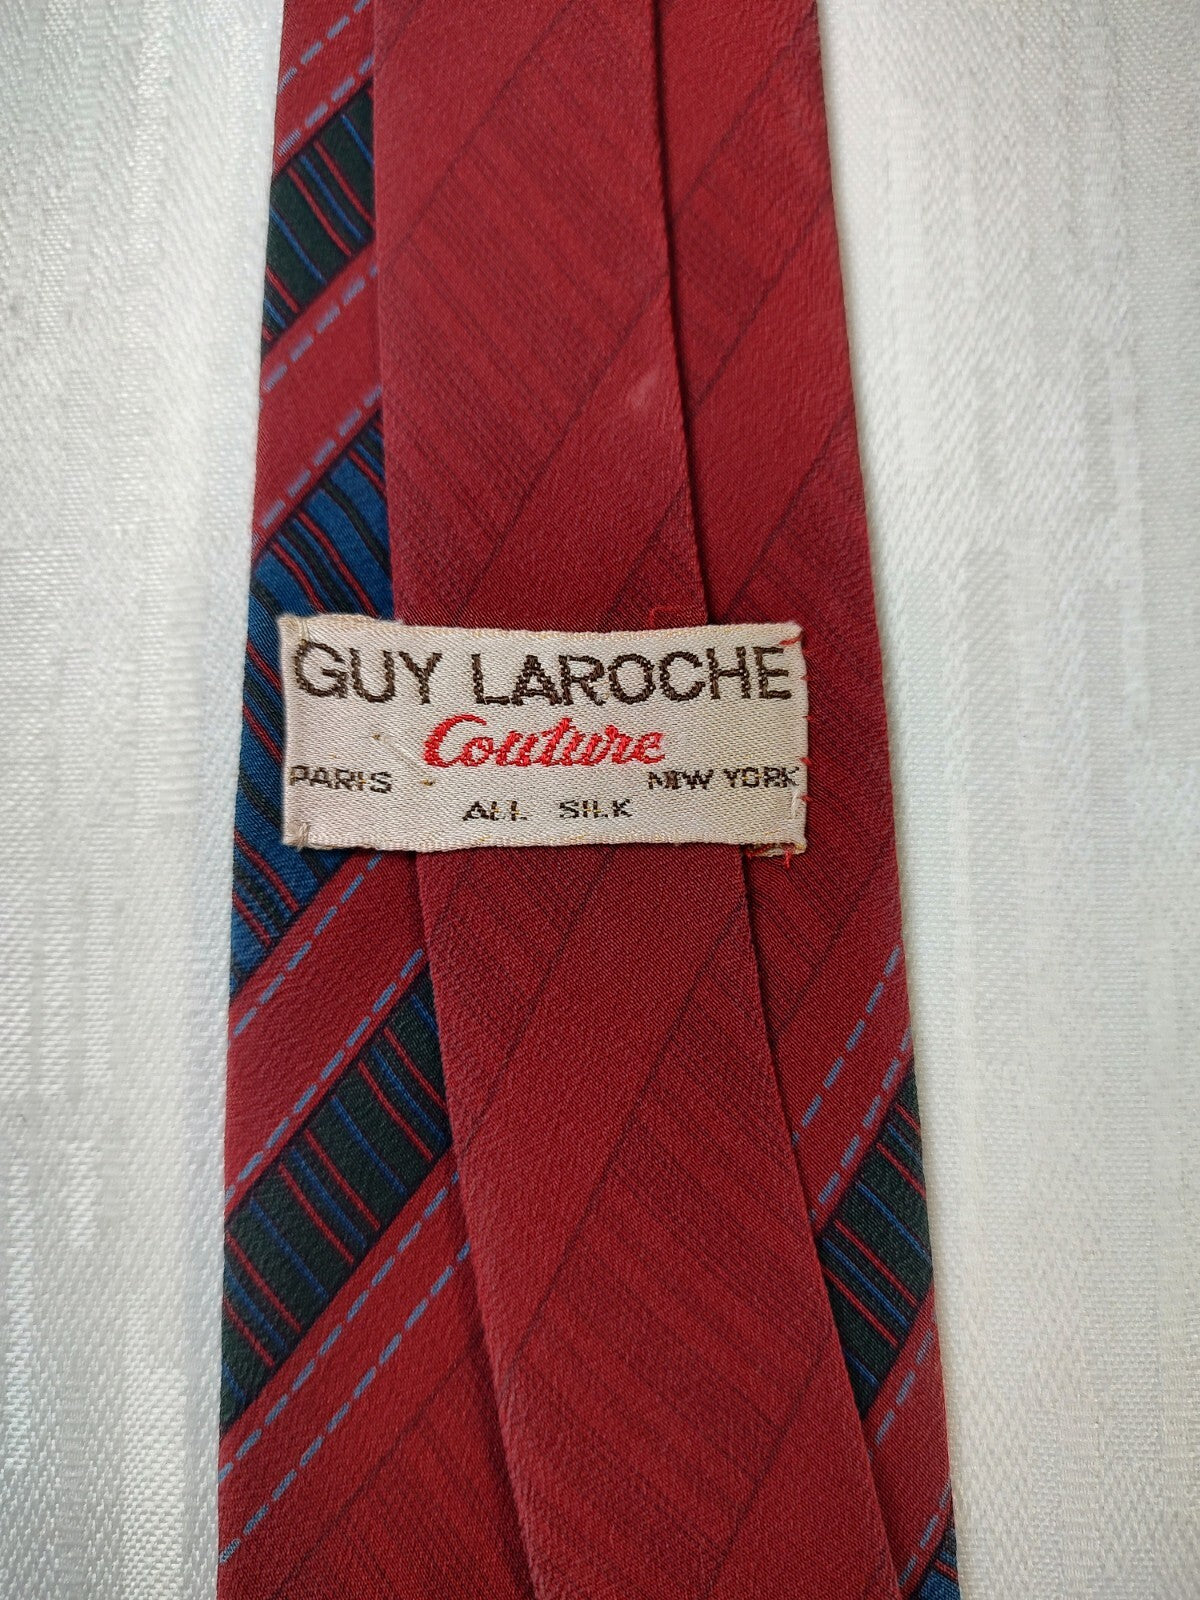 GUY LAROCHE
Couture
PARIS NEW YORK
ALL SILK